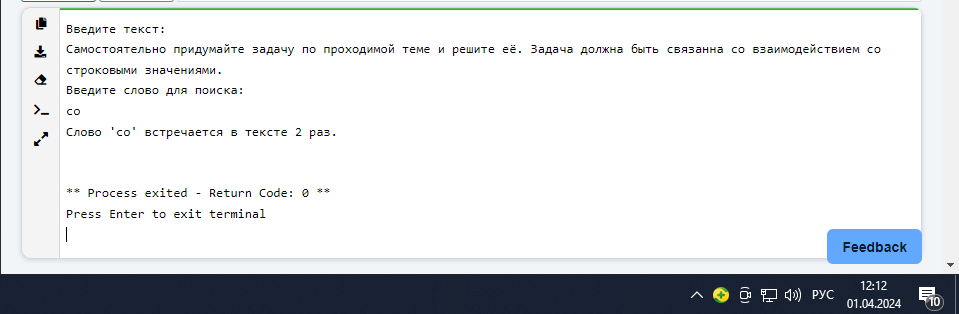 Введите текст:
Самостоятельно придумайте задачу по проходимой теме и решите её. Задача должна быть связанна со взаимодействием со
строковыми значениями.
Введите слово для поиска:
со
Слово 'со' встречается в тексте 2 раз.
** Process exited - Return Code: 0 **
Press Enter to exit terminal
Feedback
РУС
12:12
01.04.2024
10